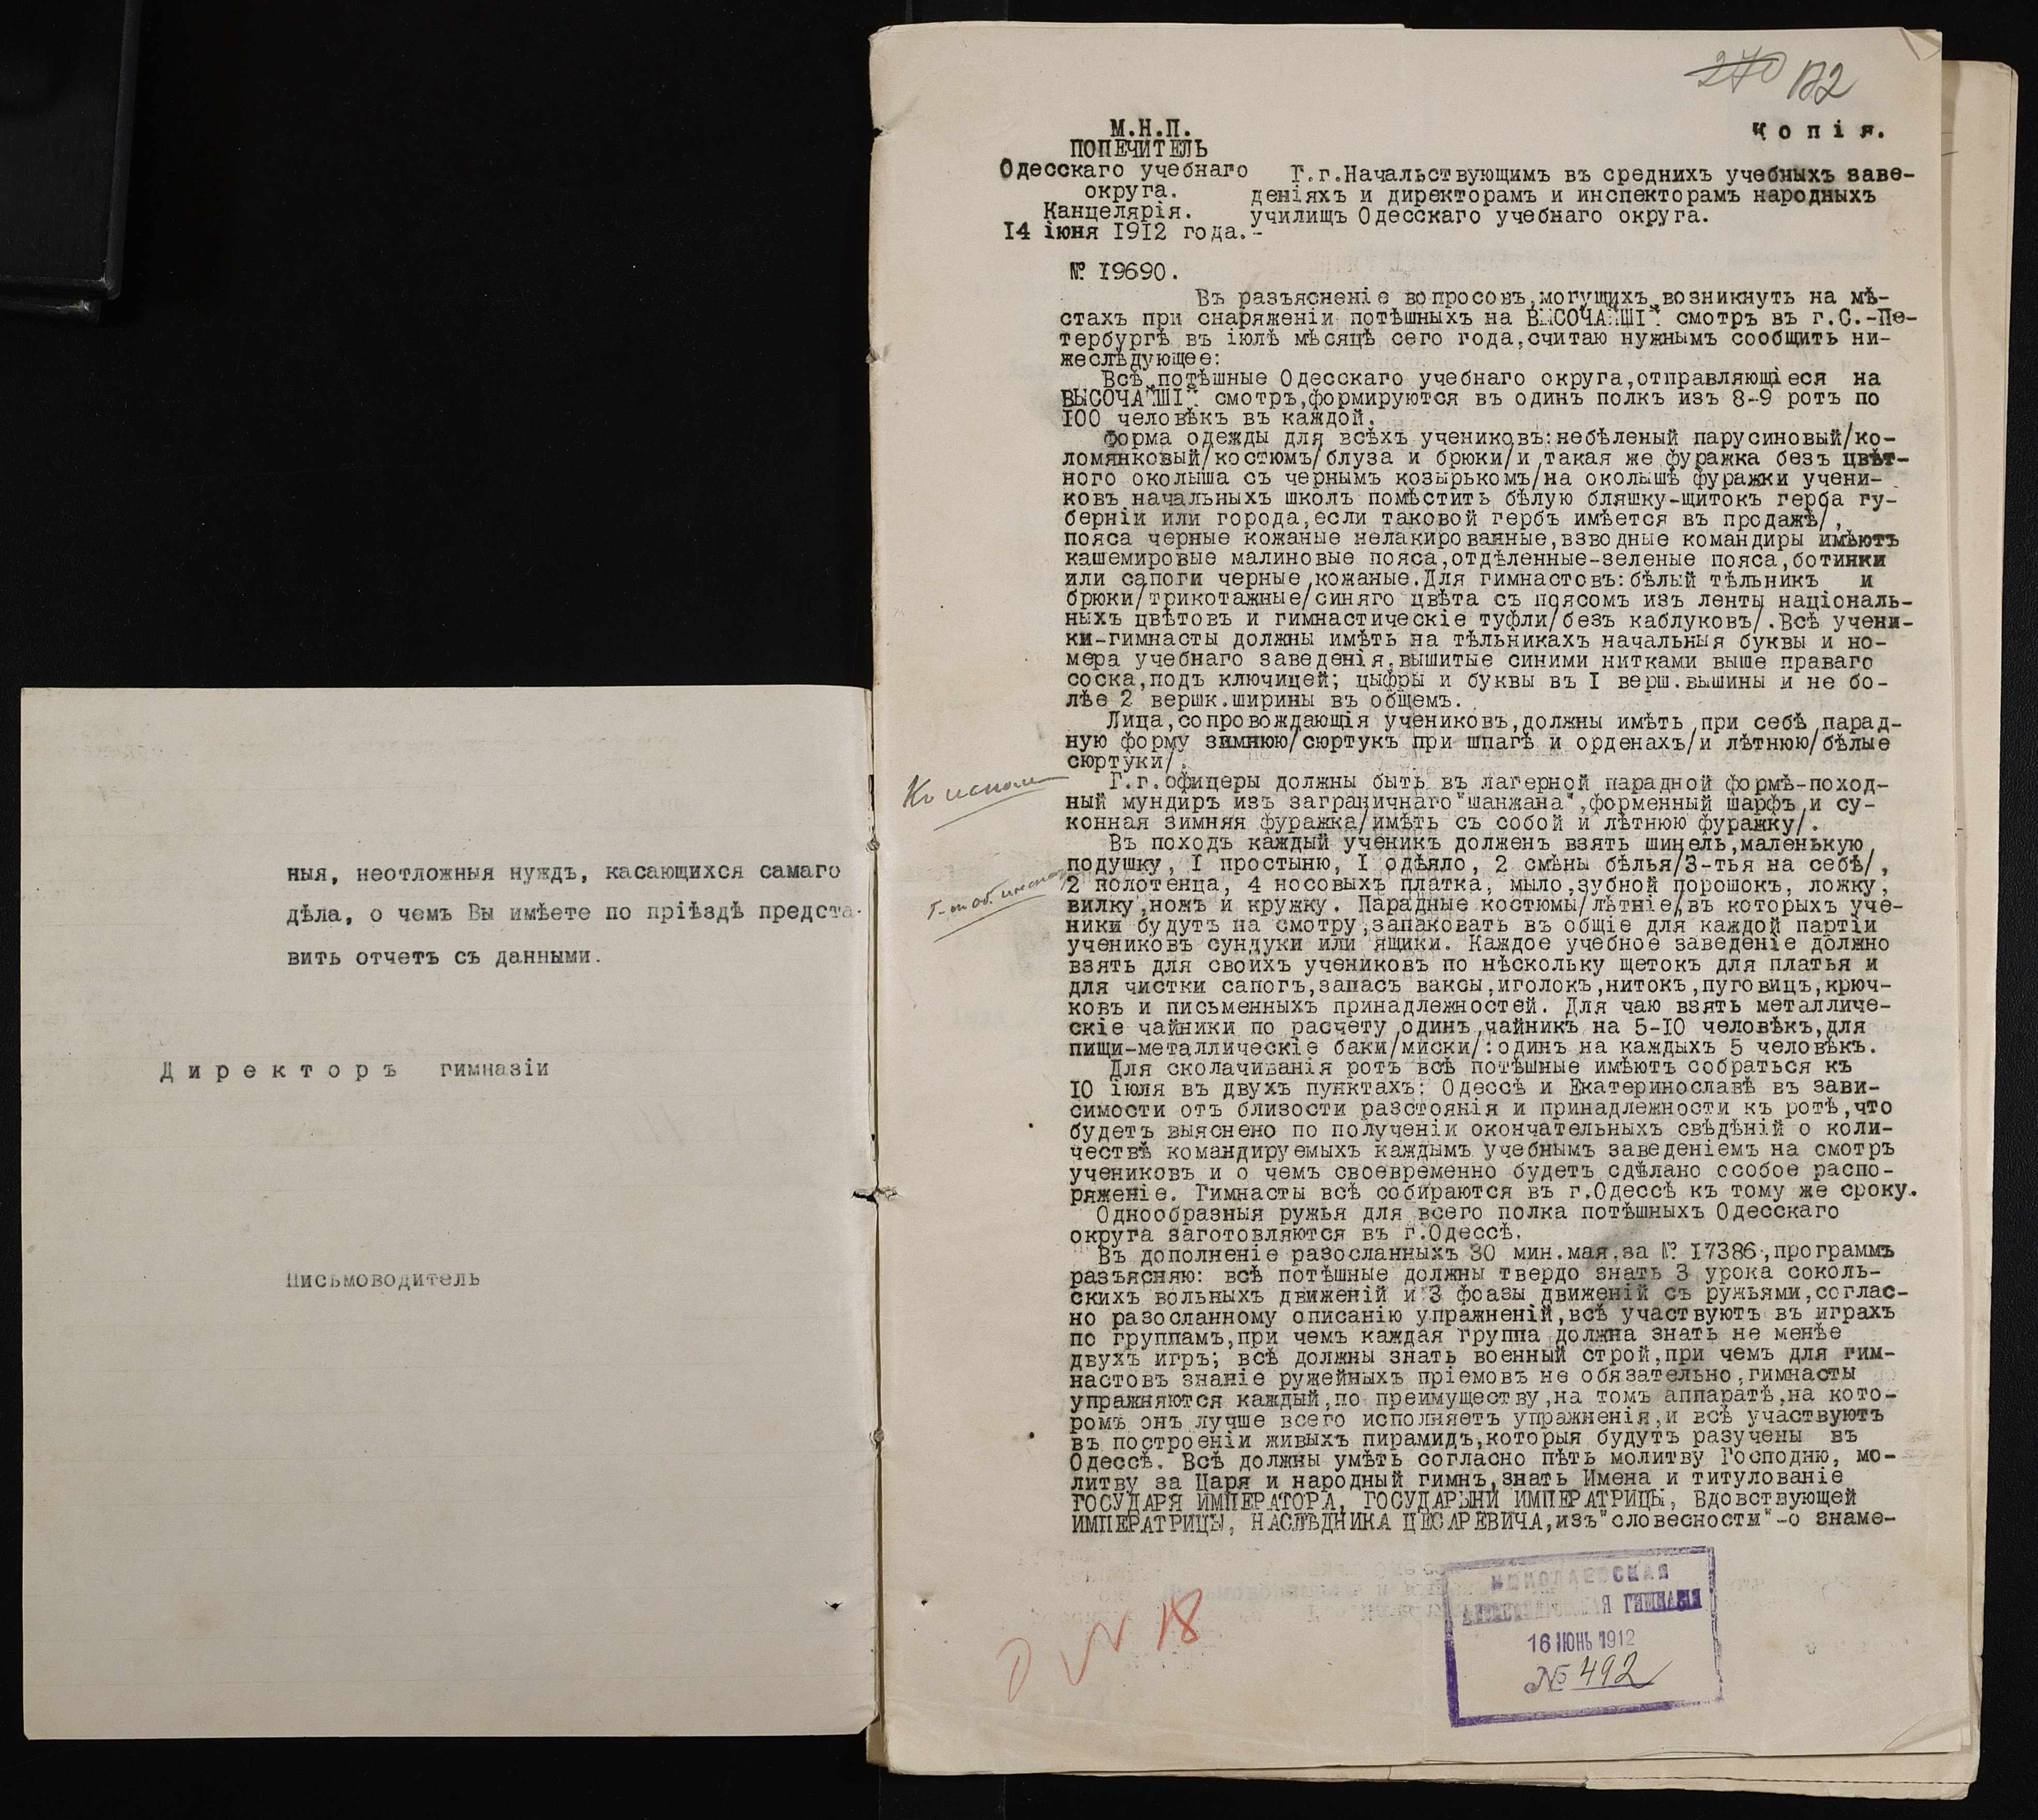 ныя, неотложныя нуждъ, касающихся самаго
дѣла, о чемъ Вы имѣете по пріѣздѣ предста-
вить отчетъ съ данными.
Директоръ гимназіи
Письмоводитель
270 172
М.Н.П.
ПОПЕЧИТЕЛЬ
Одесскаго учебнаго
округа.
Канцелярія.
14 іюня 1912 года.-
№ 19690.
Копія.
Г.г.Начальствующимъ въ среднихъ учебныхъ заве-
деніяхъ и директорамъ и инспекторамъ народныхъ
училищъ Одесскаго учебнаго округа.
Въ разъясненіе вопросовъ,могущихъ возникнуть на мѣ-
стахъ при снаряженіи потѣшныхъ на ВЫСОЧАЙШІЙ смотръ въ г.С.-Пе-
тербургѣ въ іюлѣ мѣсяцѣ сего года,считаю нужнымъ сообщить ни-
жеслѣдующее:
Всѣ потѣшные Одесскаго учебнаго округа,отправляющіеся на
ВЫСОЧАЙШІЙ смотръ,формируются въ одинъ полкъ изъ 8-9 ротъ по
100 человѣкъ въ каждой.
Форма одежды для всѣхъ учениковъ:небѣленый парусиновый/ко-
ломянковый/костюмъ/блуза и брюки/и такая же фуражка безъ цвѣт-
ного околыша съ чернымъ козырькомъ/на околышѣ фуражки учени-
ковъ начальныхъ школъ помѣстить бѣлую бляшку-щитокъ герба гу-
берніи или города,если таковой гербъ имѣется въ продажѣ/,
пояса черные кожаные нелакированные,взводные командиры имѣютъ
кашемировые малиновые пояса,отдѣленные-зеленые пояса,ботинки
или сапоги черные кожаные.Для гимнастовъ:бѣлый тѣльникъ и
брюки/трикотажные/синяго цвѣта съ поясомъ изъ ленты націонaль-
ныхъ цвѣтовъ и гимнастическіе туфли/безъ каблуковъ/.Всѣ учени-
ки-гимнасты должны имѣть на тѣльникахъ начальныя буквы и но-
мера учебнаго заведенія,вышитые синими нитками выше праваго
соска,подъ ключицей; цыфры и буквы въ I верш.вышины и не бо-
лѣе 2 вершк.ширины въ общемъ.
Лица,сопровождающія учениковъ,должны имѣть при себѣ парад-
ную форму зимнюю/сюртукъ при шпагѣ и орденахъ/и лѣтнюю/бѣлые
сюртуки/.
Г.г.офицеры должны быть въ лагерной парадной формѣ-поход-
ный мундиръ изъ заграничнаго"шанжана",форменный шарфъ и су-
конная зимняя фуражка/имѣть съ собой и лѣтнюю фуражку/.
Въ походъ каждый ученикъ долженъ взять шинель,маленькую
подушку, I простыню, I одѣяло, 2 смѣны бѣлья/3-тья на себѣ/,
2 полотенца, 4 носовыхъ платка, мыло,зубной порошокъ, ложку,
вилку,ножъ и кружку. Парадные костюмы/лѣтніе/въ которыхъ уче-
ники будутъ на смотру,запаковать въ общіе для каждой партіи
учениковъ сундуки или ящики. Каждое учебное заведеніе должно
взять для своихъ учениковъ по нѣскольку щетокъ для платья и
для чистки сапогъ,запасъ ваксы,иголокъ,нитокъ,пуговицъ,крюч-
ковъ и письменныхъ принадлежностей. Для чаю взять металличе-
скіе чайники по расчету одинъ чайникъ на 5-10 человѣкъ,для
пищи-металлическіе баки/миски/:одинъ на каждыхъ 5 человѣкъ.
Для сколачиванія ротъ всѣ потѣшные имѣютъ собраться къ
10 іюля въ двухъ пунктахъ: Одессѣ и Екатеринославѣ въ зави-
симости отъ близости разстоянія и принадлежности къ ротѣ,что
будетъ выяснено по полученіи окончательныхъ свѣдѣній о коли-
чествѣ командируемыхъ каждымъ учебнымъ заведеніемъ на смотръ
учениковъ и о чемъ своевременно будетъ сдѣлано особое распо-
ряженіе. Гимнасты всѣ собираются въ г.Одессѣ къ тому же сроку.
Однообразныя ружья для всего полка потѣшныхъ Одесскаго
округа заготовляются въ г.Одессѣ.
Въ дополненіе разосланныхъ 30 мин.мая,за № 17386,программъ
разъясняю: всѣ потѣшные должны твердо знать 3 урока соколь-
скихъ вольныхъ движеній и 3 фоазы движеній съ ружьями,соглас-
но разосланному описанію упражненій,всѣ участвуютъ въ играхъ
по группамъ,при чемъ каждая группа должна знать не менѣе
двухъ игръ; всѣ должны знать военный строй,при чемъ для гим-
настовъ знаніе ружейныхъ пріемовъ не обязательно,гимнасты
упражняются каждый,по преимуществу,на томъ аппаратѣ,на кото-
ромъ онъ лучше всего исполняетъ упражненія,и всѣ участвуютъ
въ построеніи живыхъ пирамидъ,которыя будутъ разучены въ
Одессѣ. Всѣ должны умѣть согласно пѣть молитву Господню, мо-
литву за Царя и народный гимнъ,знать Имена и титулованіе
ГОСУДАРЯ ИМПЕРАТОРА, ГОСУДАРЫНИ ИМПЕРАТРИЦЫ, Вдовствующей
ИМПЕРАТРИЦЫ, НАСЛѢДНИКА ЦЕСАРЕВИЧА,изъ"словесности"-о знаме-
Къ исполн
НИКОЛАЕВСКАЯ
АЛЕКСАНДРОВСКАЯ ГИМНАЗІЯ
16 ІЮНЬ 1912
№ 492
18